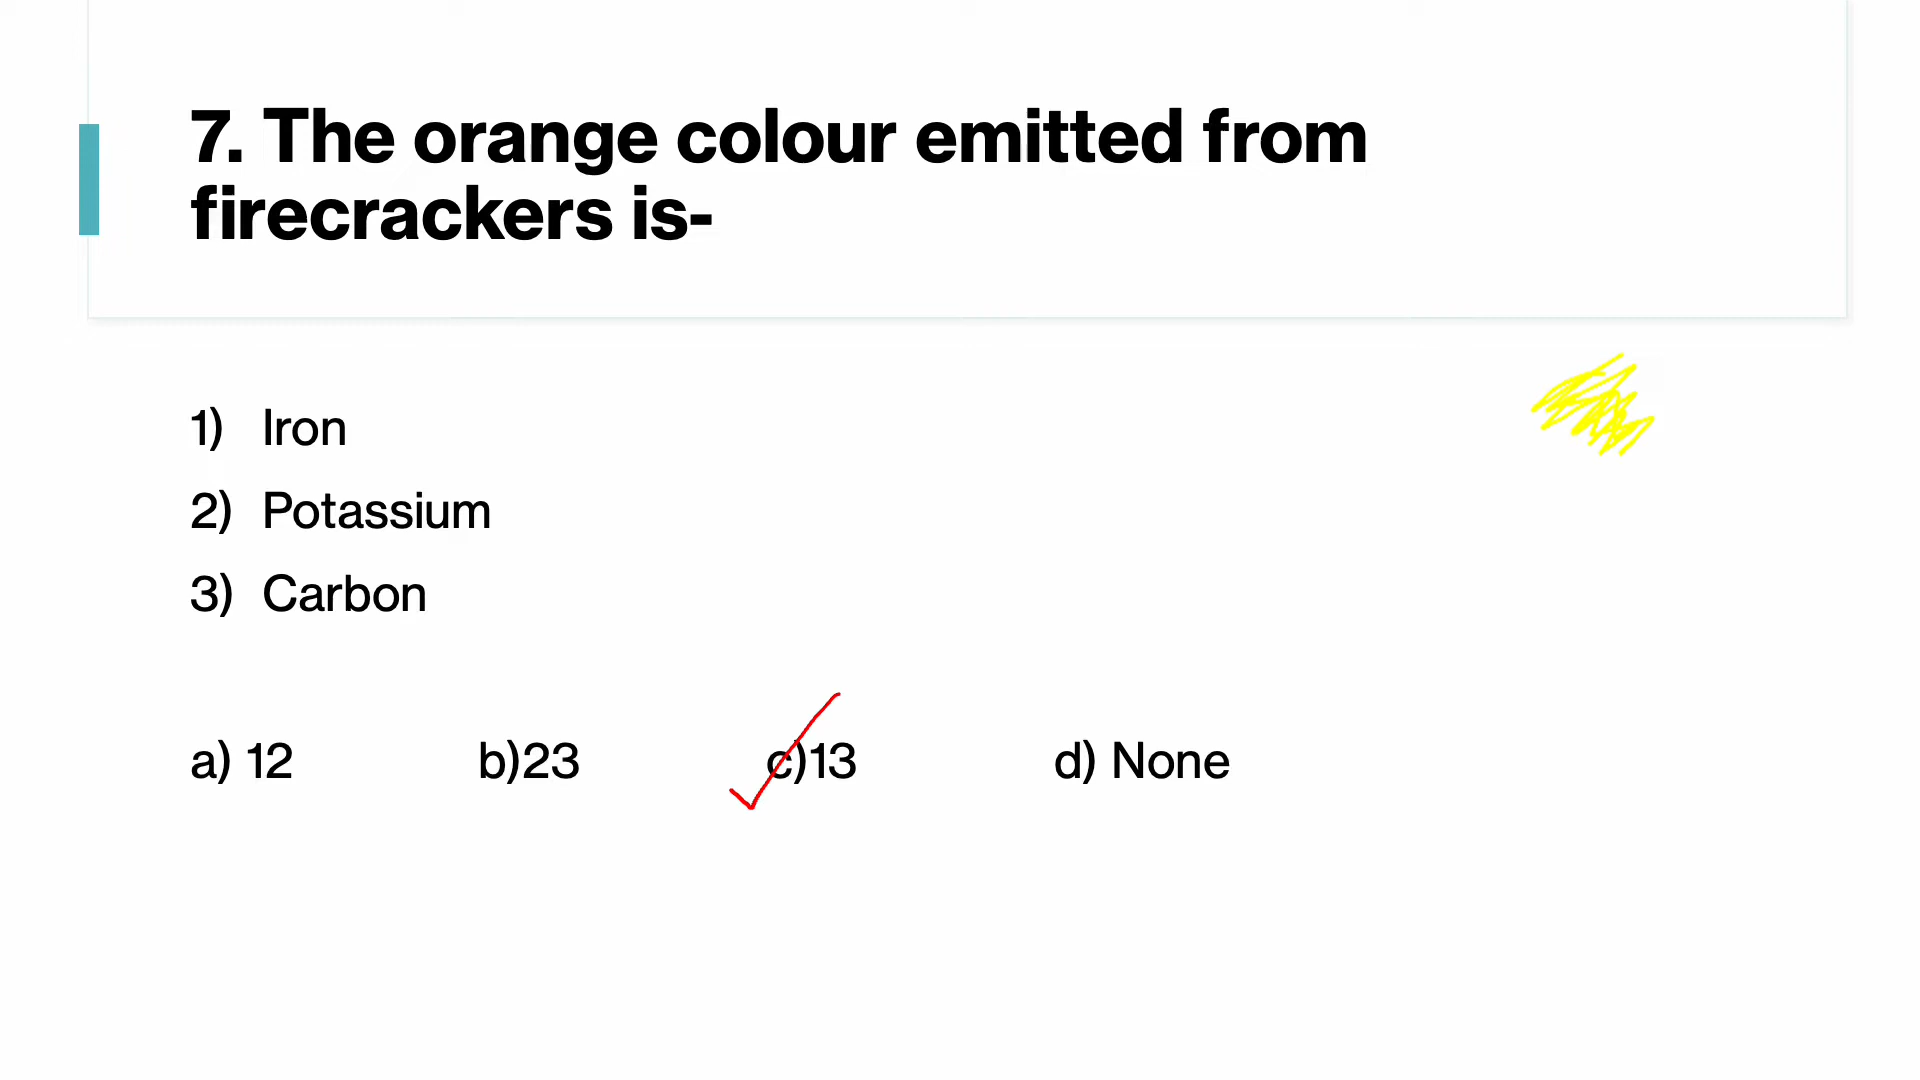 7. The orange colour emitted from
firecrackers is-
1) Iron
2) Potassium
3) Carbon
a) 12 b)23 c)13 d) None